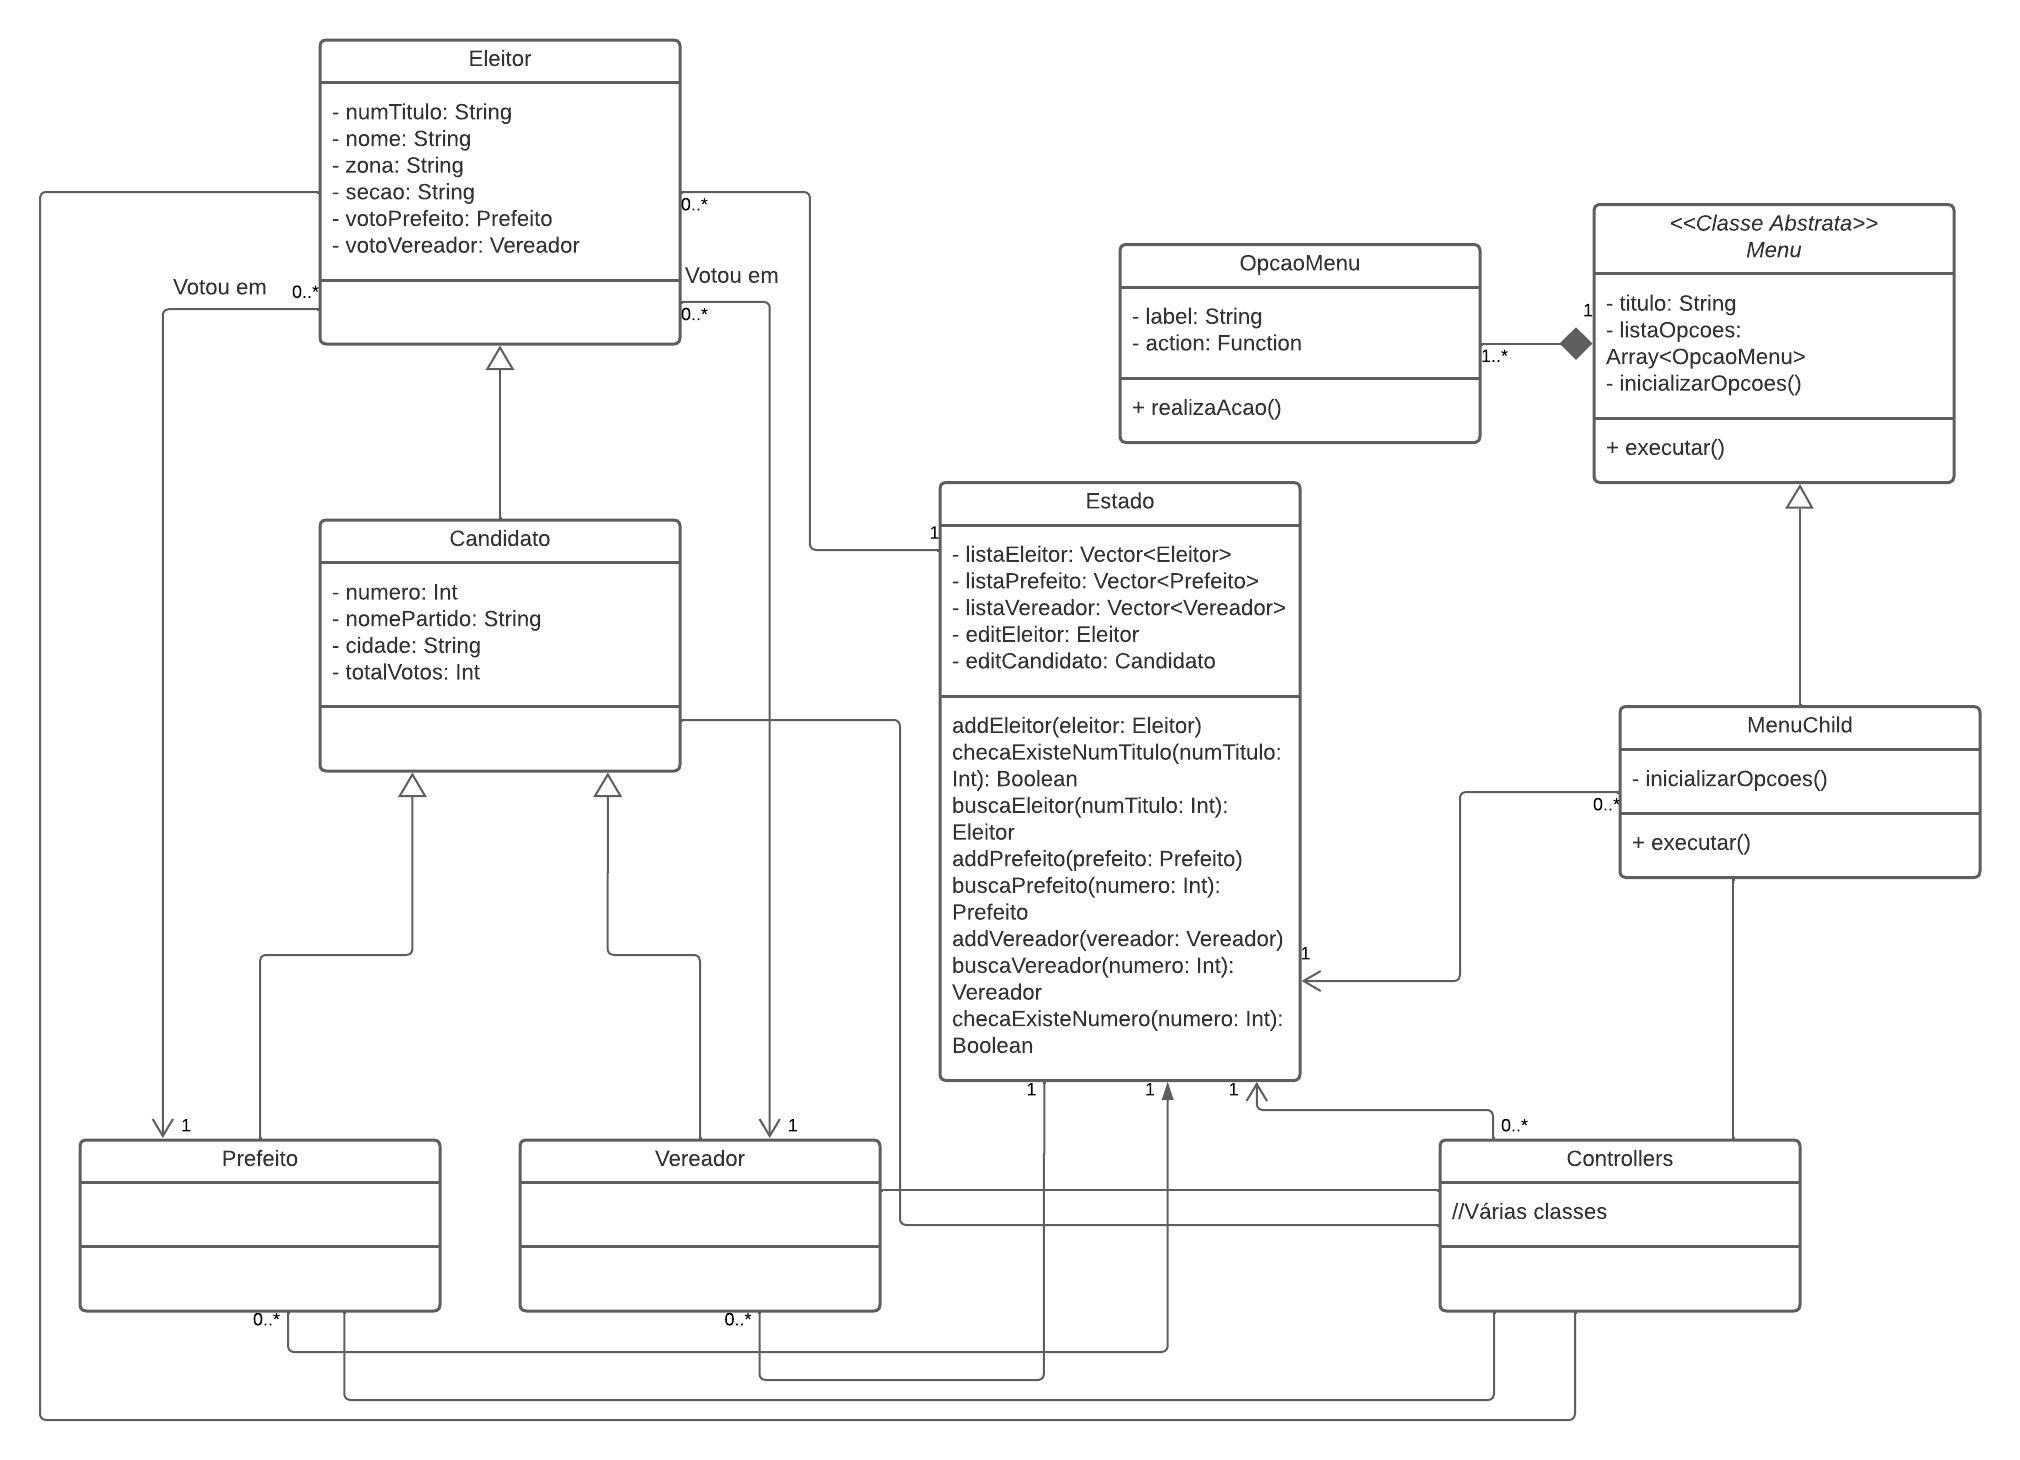 Eleitor
- numTitulo: String
- nome: String
- zona: String
- secao: String
- votoPrefeito: Prefeito
- votoVereador: Vereador
0..*
Votou em
0..*
Votou em
0..*
<<Classe Abstrata>>
Menu
- titulo: String
- listaOpcoes:
Array<OpcaoMenu>
- inicializarOpcoes()
+ executar()
1
OpcaoMenu
- label: String
- action: Function
+ realizaAcao()
1..*
Candidato
- numero: Int
- nomePartido: String
- cidade: String
- totalVotos: Int
1
Estado
- listaEleitor: Vector<Eleitor>
- listaPrefeito: Vector<Prefeito>
- listaVereador: Vector<Vereador>
- editEleitor: Eleitor
- editCandidato: Candidato
addEleitor(eleitor: Eleitor)
checaExisteNumTitulo(numTitulo:
Int): Boolean
buscaEleitor(numTitulo: Int):
Eleitor
addPrefeito(prefeito: Prefeito)
buscaPrefeito(numero: Int):
Prefeito
addVereador(vereador: Vereador)
buscaVereador(numero: Int):
Vereador
checaExisteNumero(numero: Int):
Boolean
MenuChild
- inicializarOpcoes()
+ executar()
0..*
1
1
1
1
0..*
1
1
Prefeito
Vereador
Controllers
//Várias classes
0..*
0..*